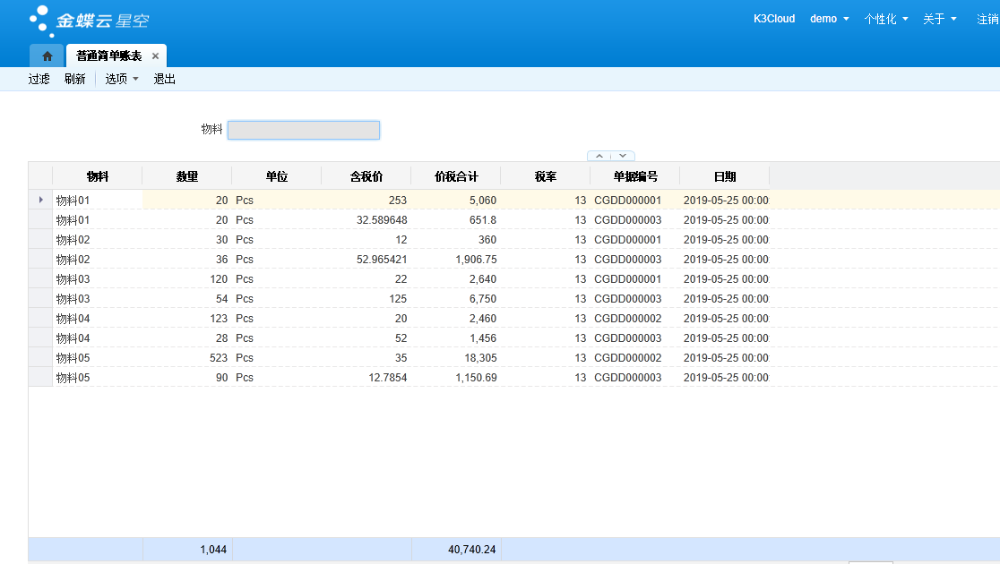 金蝶云 星空
K3Cloud demo 个性化 关于 注销
普通简单账表 ×
过滤 刷新 选项 退出
物料
物料 数量 单位 含税价 价税合计 税率 单据编号 日期
物料01 20 Pcs 253 5,060 13 CGDD000001 2019-05-25 00:00
物料01 20 Pcs 32.589648 651.8 13 CGDD000003 2019-05-25 00:00
物料02 30 Pcs 12 360 13 CGDD000001 2019-05-25 00:00
物料02 36 Pcs 52.965421 1,906.75 13 CGDD000003 2019-05-25 00:00
物料03 120 Pcs 22 2,640 13 CGDD000001 2019-05-25 00:00
物料03 54 Pcs 125 6,750 13 CGDD000003 2019-05-25 00:00
物料04 123 Pcs 20 2,460 13 CGDD000002 2019-05-25 00:00
物料04 28 Pcs 52 1,456 13 CGDD000003 2019-05-25 00:00
物料05 523 Pcs 35 18,305 13 CGDD000002 2019-05-25 00:00
物料05 90 Pcs 12.7854 1,150.69 13 CGDD000003 2019-05-25 00:00
1,044 40,740.24